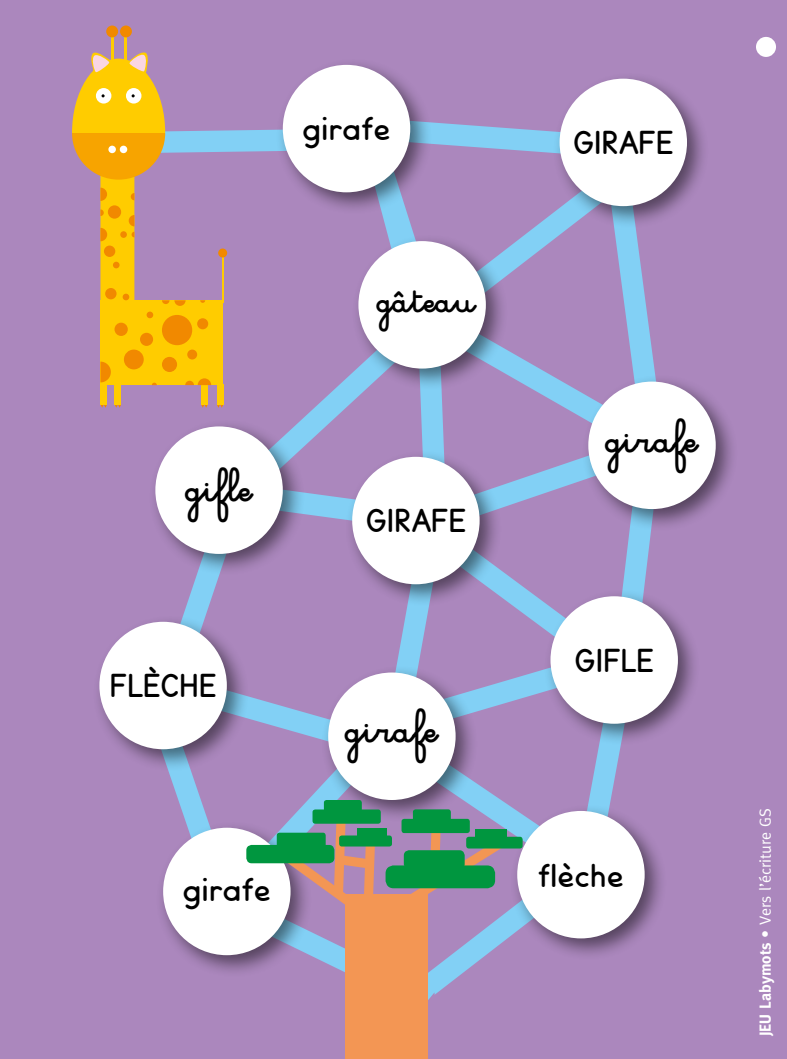 girafe
GIRAFE
gâteau
girafe
gifle
GIRAFE
GIFLE
FLÈCHE
girafe
flèche
girafe
JEU Labymots • Vers l'écriture GS